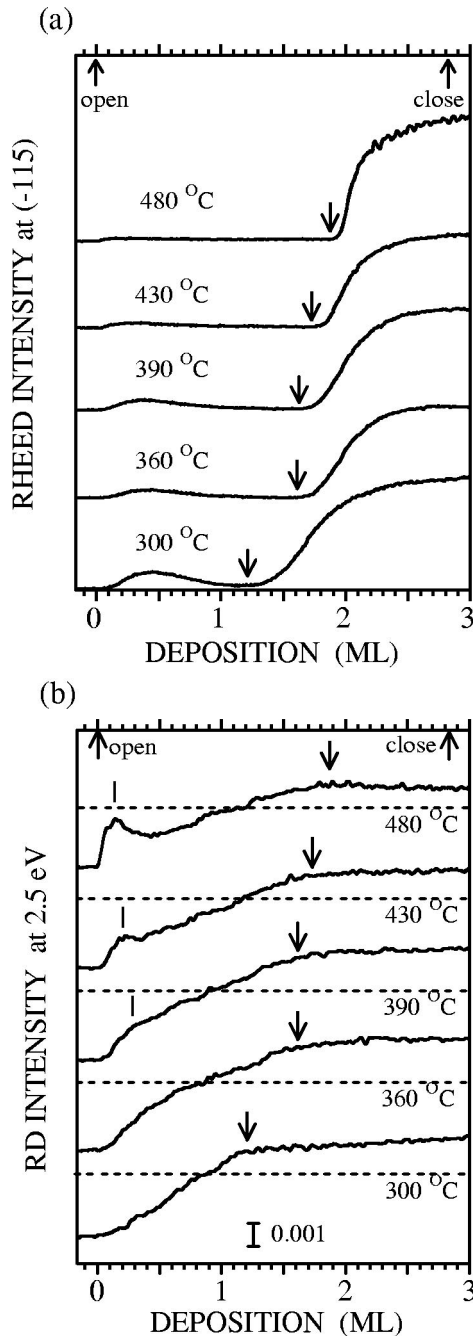 (a)
open
close
480 °C
430 °C
390 °C
360 °C
300 °C
RHEED INTENSITY at (-115)
0 1 2 3
DEPOSITION (ML)
(b)
open
close
480 °C
430 °C
390 °C
360 °C
300 °C
0.001
RD INTENSITY at 2.5 eV
0 1 2 3
DEPOSITION (ML)